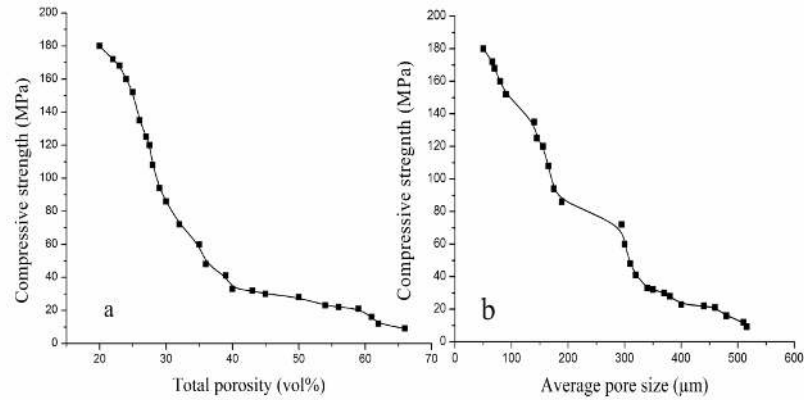 200
180
160
140
120
100
80
60
40
20
0
Compressive strength (MPa)
a
20 30 40 50 60 70
Total porosity (vol%)
200
180
160
140
120
100
80
60
40
20
0
Compressive stregnth (MPa)
b
0 100 200 300 400 500 600
Average pore size (μm)